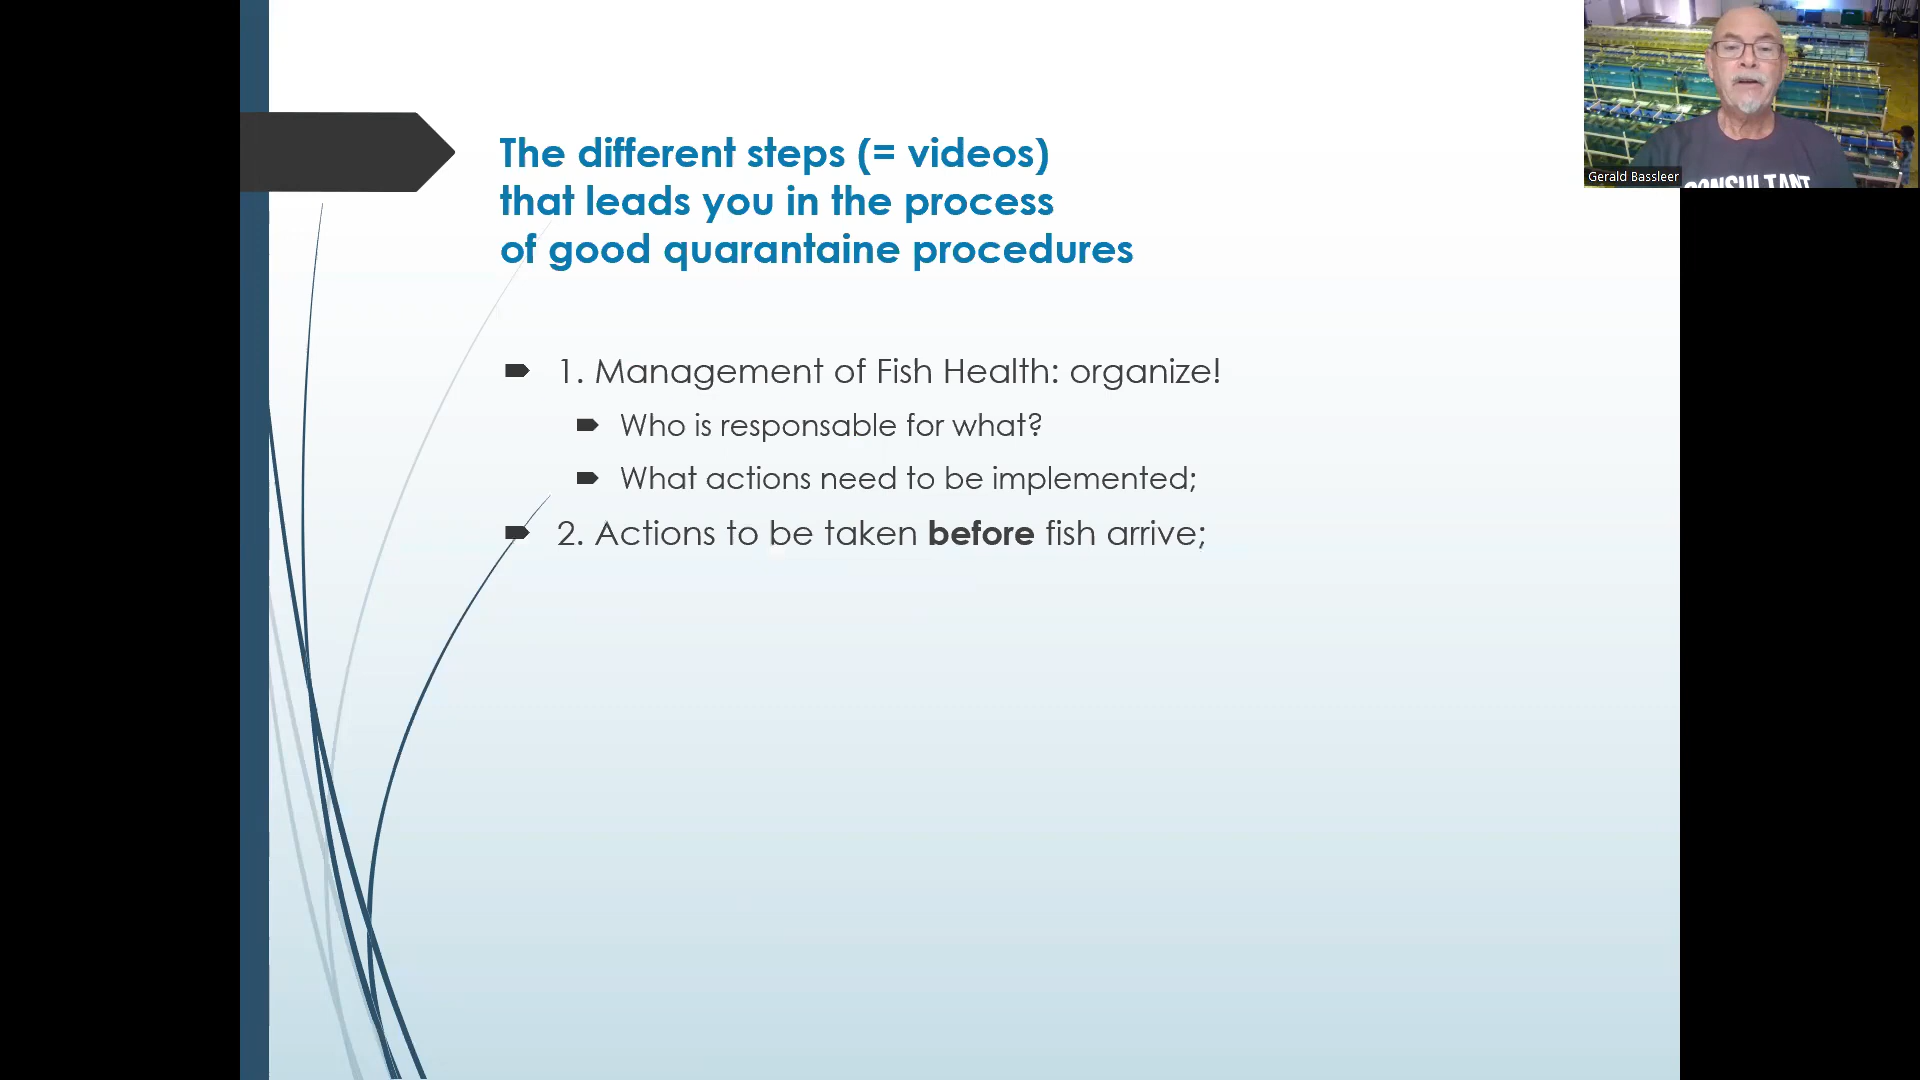 The different steps (= videos)
that leads you in the process
of good quarantaine procedures
1. Management of Fish Health: organize!
Who is responsable for what?
What actions need to be implemented;
2. Actions to be taken before fish arrive;
Gerald Bassleer
CONSULTANT